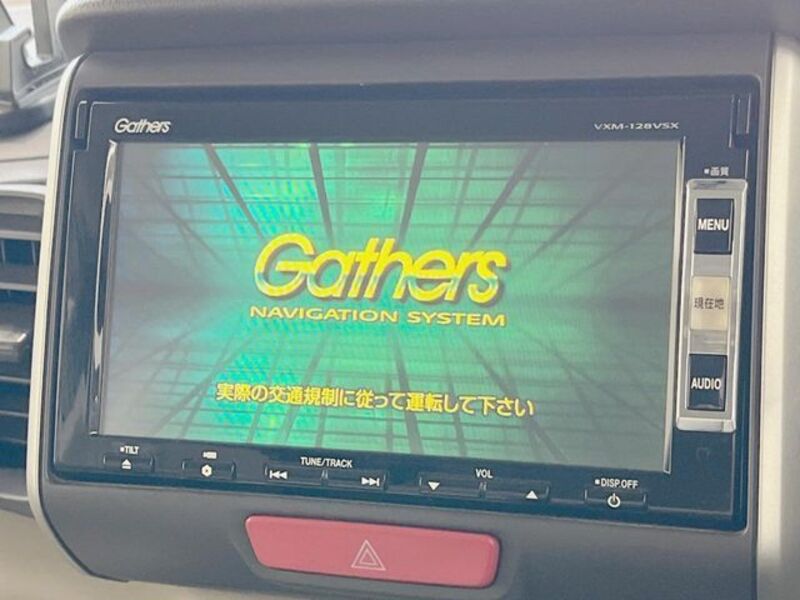 Gathers
VXM-128VSX
■画質
MENU
現在地
AUDIO
Gathers
NAVIGATION SYSTEM
実際の交通規制に従って運転して下さい
■TILT
TUNE/TRACK
VOL
■DISP.OFF